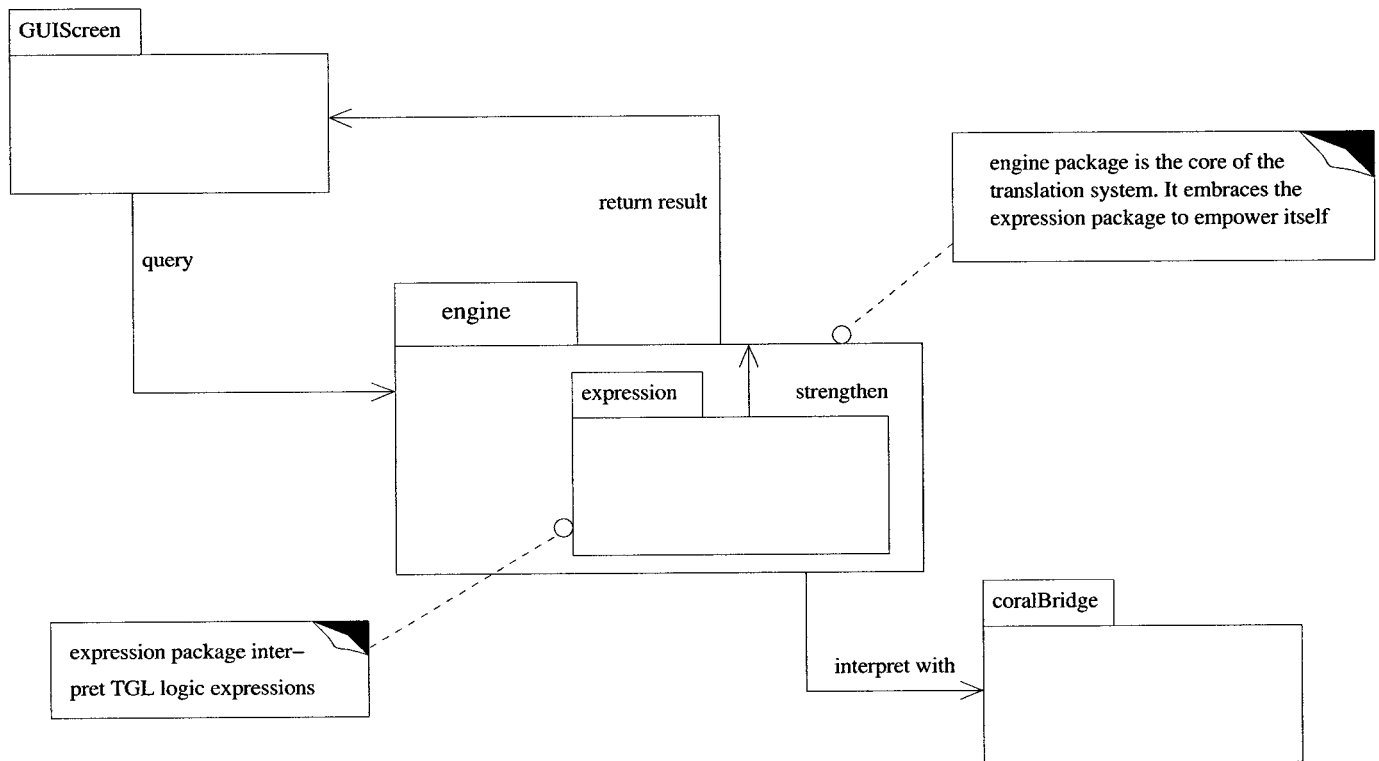 GUIScreen
engine package is the core of the
translation system. It embraces the
expression package to empower itself
return result
query
engine
expression
strengthen
coralBridge
expression package inter–
pret TGL logic expressions
interpret with